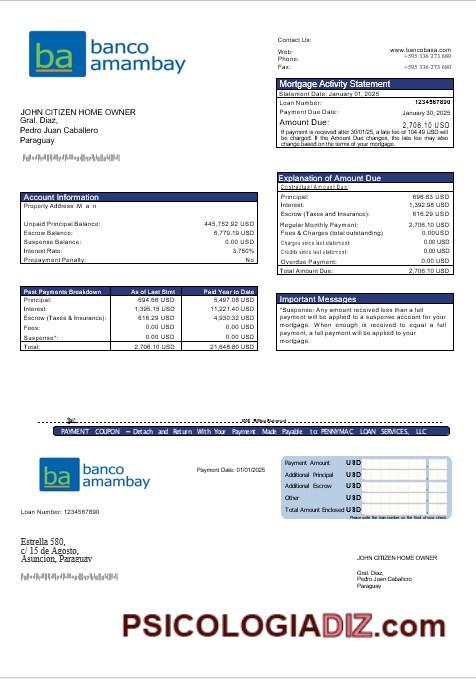 ba banco
amambay
Contact Us:
Web: www.bancobasa.com
Phone: +595 336 273 680
Fax: +595 336 273 680
Mortgage Activity Statement
Statement Date: January 01, 2025
Loan Number: 1234567890
Payment Due Date: January 30, 2025
Amount Due: 2,706.10 USD
If payment is received after 30/01/25, a late fee of 104.49 USD will
be charged. If the Amount Due changes, the late fee may also
change based on the terms of your mortgage.
JOHN CITIZEN HOME OWNER
Gral. Diaz,
Pedro Juan Caballero
Paraguay
Account Information
Property Address: M a n
Unpaid Principal Balance: 445,752.92 USD
Escrow Balance: 6,779.19 USD
Suspense Balance: 0.00 USD
Interest Rate: 3.750%
Prepayment Penalty: No
Explanation of Amount Due
Contractual Amount Due
Principal: 696.83 USD
Interest: 1,392.98 USD
Escrow (Taxes and Insurance): 616.29 USD
Regular Monthly Payment: 2,706.10 USD
Fees & Charges (total outstanding) 0.00USD
Charges since last statement: 0.00 USD
Credits since last statement: 0.00 USD
Overdue Payment: 0.00 USD
Total Amount Due: 2,706.10 USD
Past Payments Breakdown As of Last Stmt Paid Year to Date
Principal: 694.66 USD 5,497.08 USD
Interest: 1,395.15 USD 11,221.40 USD
Escrow (Taxes & Insurance): 616.29 USD 4,930.32 USD
Fees: 0.00 USD 0.00 USD
Suspense*: 0.00 USD 0.00 USD
Total: 2,706.10 USD 21,648.80 USD
Important Messages
*Suspense: Any amount received less than a full
payment will be applied to a suspense account for your
mortgage. When enough is received to equal a full
payment, a full payment will be applied to your
mortgage.
PAYMENT COUPON – Detach and Return With Your Payment Made Payable to: PENNYMAC LOAN SERVICES, LLC
ba banco
amambay
Payment Date: 01/01/2025
Payment Amount USD
Additional Principal USD
Additional Escrow USD
Other USD
Total Amount Enclosed USD
Please write the loan number on the front of your check.
Loan Number: 1234567890
Estrella 580,
c/ 15 de Agosto,
Asuncion, Paraguay
JOHN CITIZEN HOME OWNER
Gral. Diaz,
Pedro Juan Caballero
Paraguay
PSICOLOGIADIZ.com